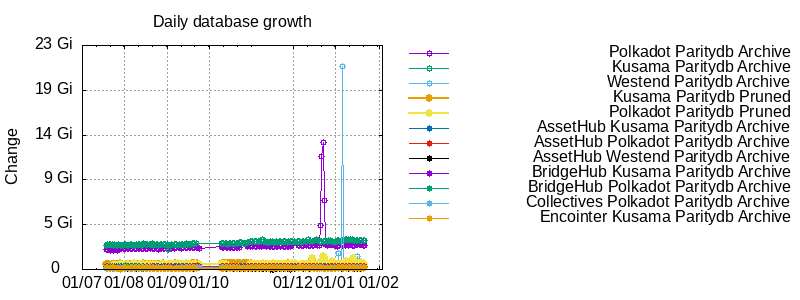 Daily database growth
Change
23 Gi
19 Gi
14 Gi
9 Gi
5 Gi
0
01/07 01/08 01/09 01/10 01/12 01/01 01/02
Polkadot Paritydb Archive
Kusama Paritydb Archive
Westend Paritydb Archive
Kusama Paritydb Pruned
Polkadot Paritydb Pruned
AssetHub Kusama Paritydb Archive
AssetHub Polkadot Paritydb Archive
AssetHub Westend Paritydb Archive
BridgeHub Kusama Paritydb Archive
BridgeHub Polkadot Paritydb Archive
Collectives Polkadot Paritydb Archive
Encointer Kusama Paritydb Archive